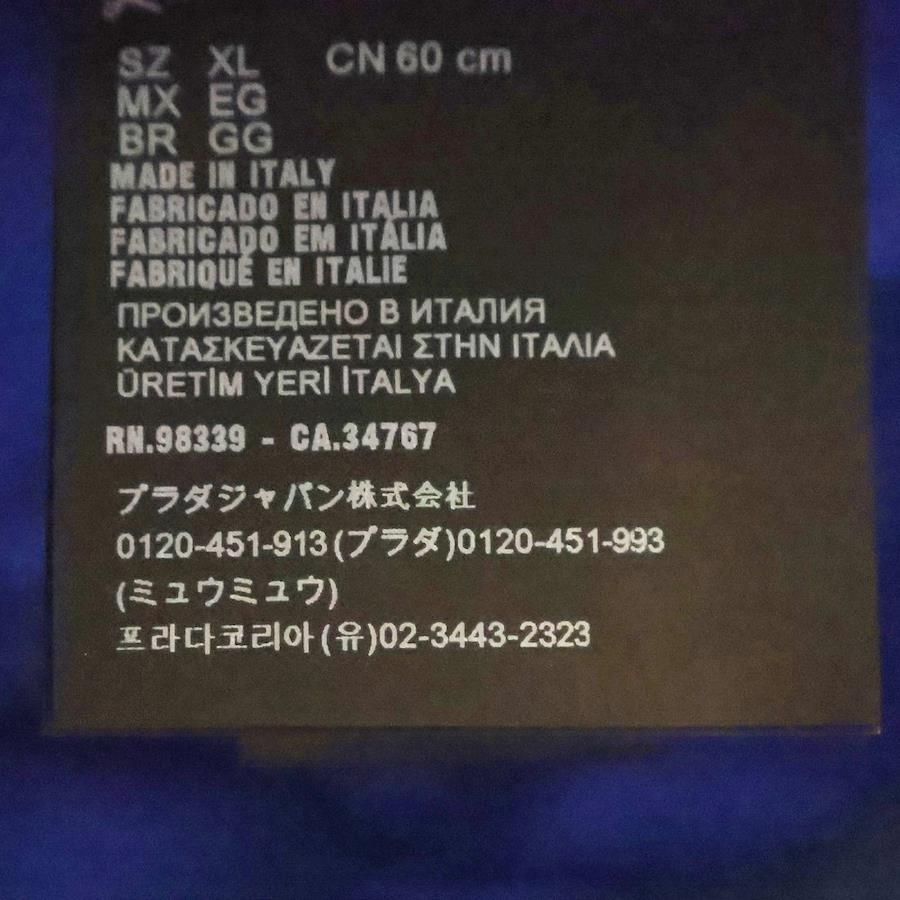 SZ XL CN 60 cm
MX EG
BR GG
MADE IN ITALY
FABRICADO EN ITALIA
FABRICADO EM ITÁLIA
FABRIQUÉ EN ITALIE
ПРОИЗВЕДЕНО В ИТАЛИЯ
ΚΑΤΑΣΚΕΥΑΖΕΤΑΙ ΣΤΗΝ ΙΤΑΛΙΑ
ÜRETİM YERİ İTALYA
RN.98339 - CA.34767
プラダジャパン株式会社
0120-451-913(プラダ)0120-451-993
(ミュウミュウ)
프라다코리아(유)02-3443-2323